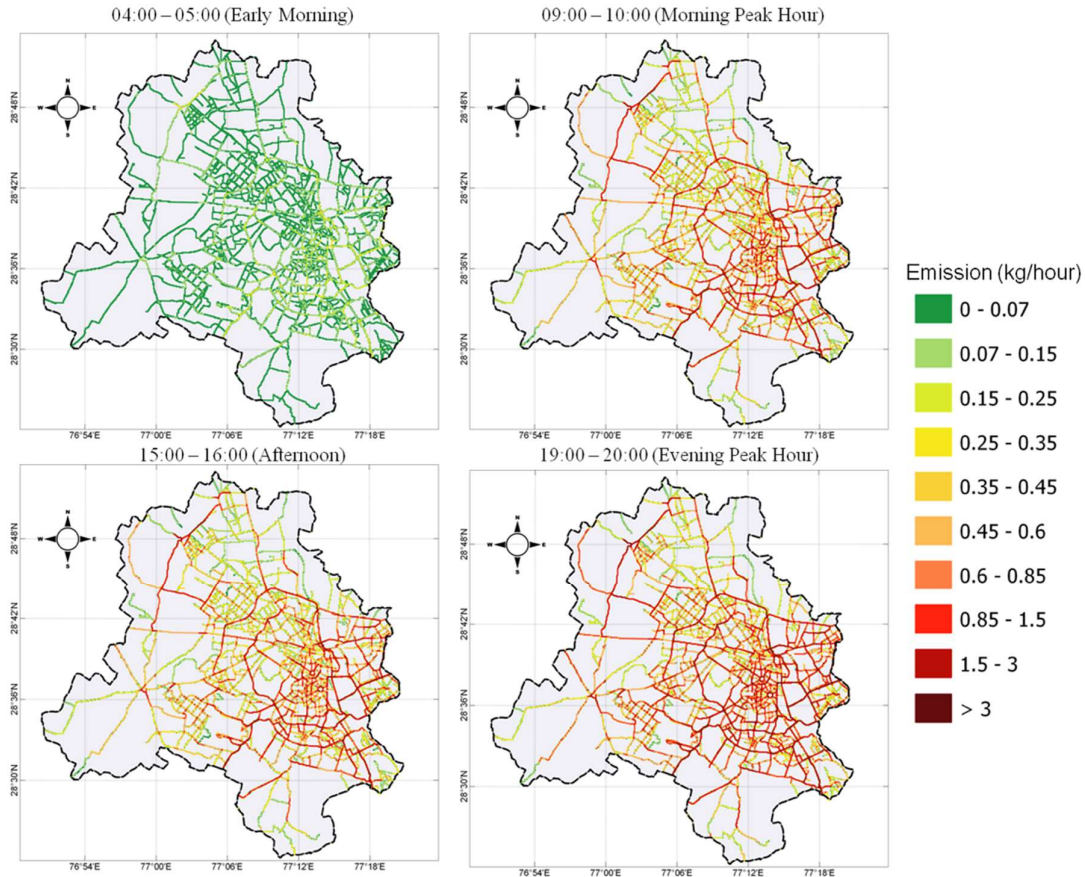 04:00 – 05:00 (Early Morning)
09:00 – 10:00 (Morning Peak Hour)
N
W E
S
28°48'N
28°42'N
28°36'N
28°30'N
76°54'E 77°00'E 77°06'E 77°12'E 77°18'E
N
W E
S
28°48'N
28°42'N
28°36'N
28°30'N
76°54'E 77°00'E 77°06'E 77°12'E 77°18'E
15:00 – 16:00 (Afternoon)
19:00 – 20:00 (Evening Peak Hour)
N
W E
S
28°48'N
28°42'N
28°36'N
28°30'N
76°54'E 77°00'E 77°06'E 77°12'E 77°18'E
N
W E
S
28°48'N
28°42'N
28°36'N
28°30'N
76°54'E 77°00'E 77°06'E 77°12'E 77°18'E
Emission (kg/hour)
0 - 0.07
0.07 - 0.15
0.15 - 0.25
0.25 - 0.35
0.35 - 0.45
0.45 - 0.6
0.6 - 0.85
0.85 - 1.5
1.5 - 3
> 3